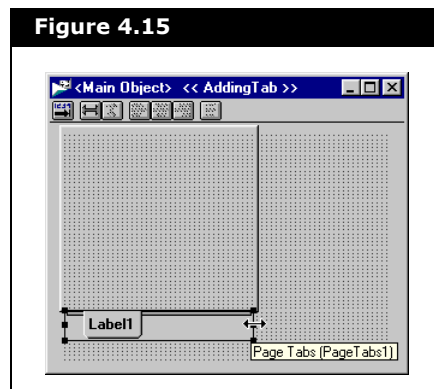 Figure 4.15
<Main Object> << AddingTab >>
Label1
Page Tabs (PageTabs1)